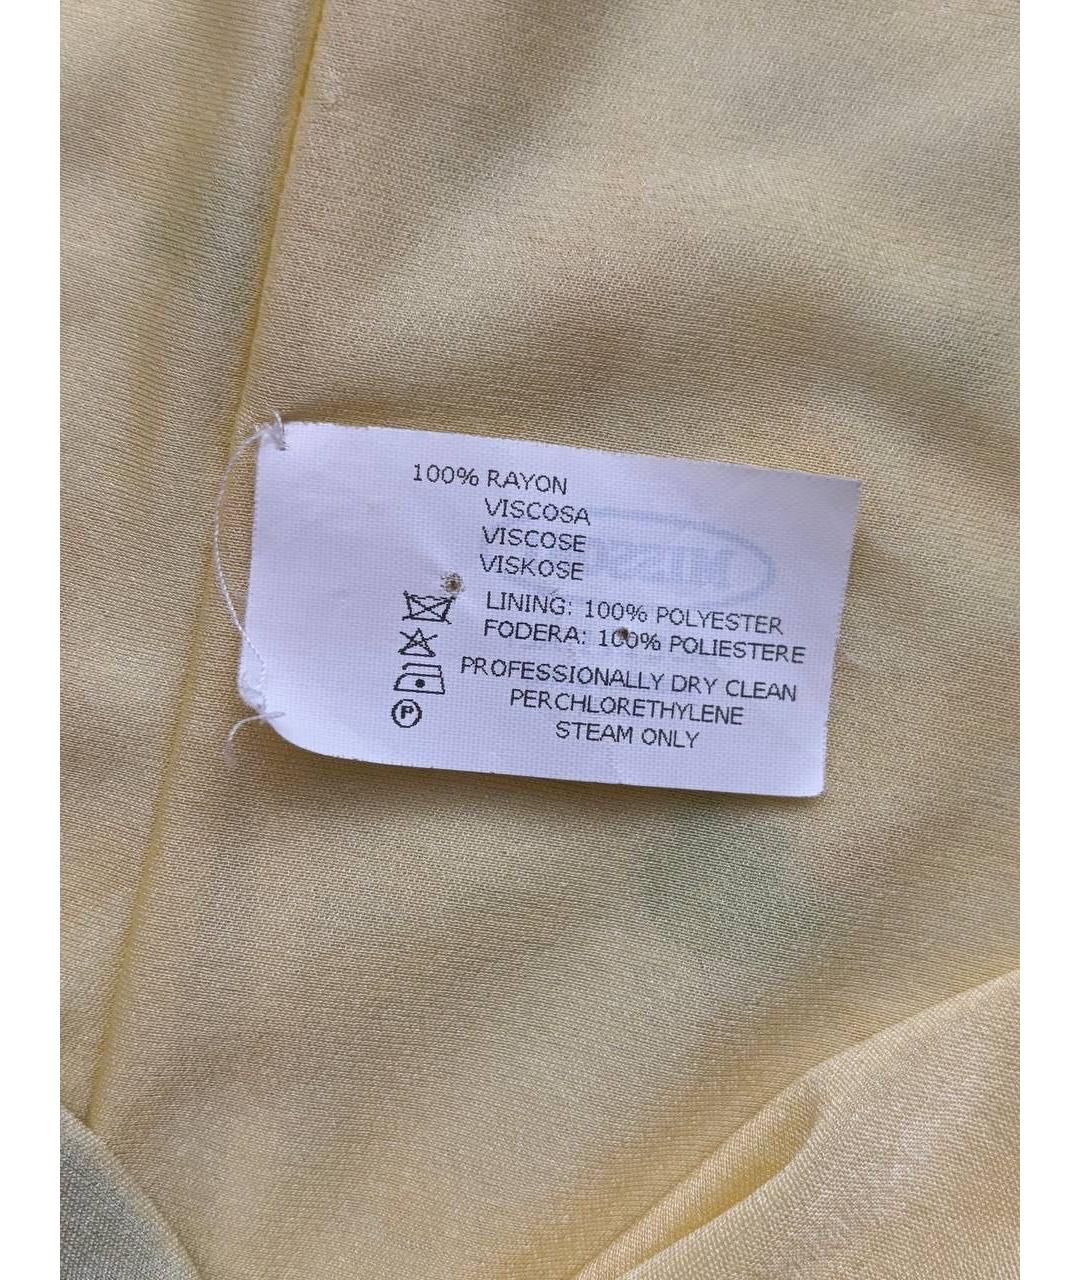 100% RAYON
VISCOSA
VISCOSE
VISKOSE
LINING: 100% POLYESTER
FODERA: 100% POLIESTERE
PROFESSIONALLY DRY CLEAN
PERCHLORETHYLENE
STEAM ONLY
P